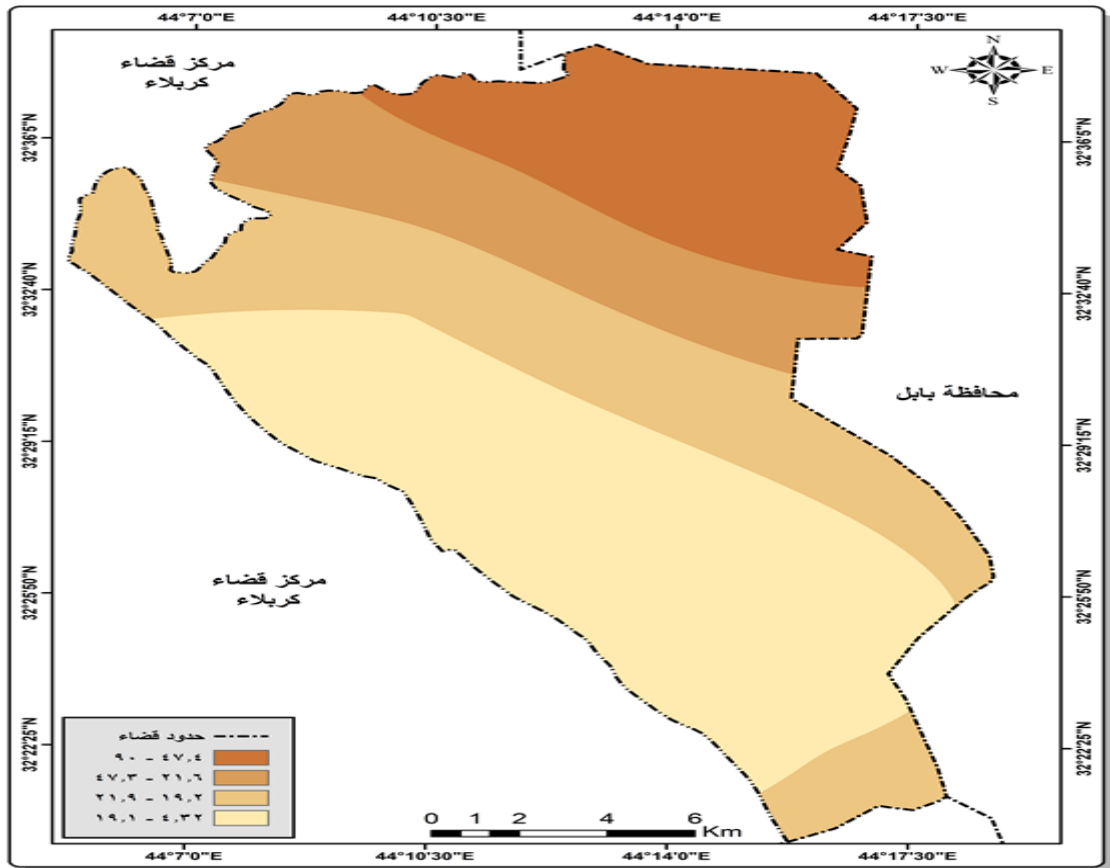 44°7'0"E 44°10'30"E 44°14'0"E 44°17'30"E
مركز قضاء
كربلاء
N
W E
S
32°36'5"N 32°36'5"N
32°32'40"N 32°32'40"N
محافظة بابل
32°29'15"N 32°29'15"N
مركز قضاء
كربلاء
32°25'50"N 32°25'50"N
32°22'25"N 32°22'25"N
حدود قضاء
٤٧,٤ - ٩٠
٢١,٦ - ٤٧,٣
١٩,٢ - ٢١,٩
٤,٣٢ - ١٩,١
0 1 2 4 6
Km
44°7'0"E 44°10'30"E 44°14'0"E 44°17'30"E